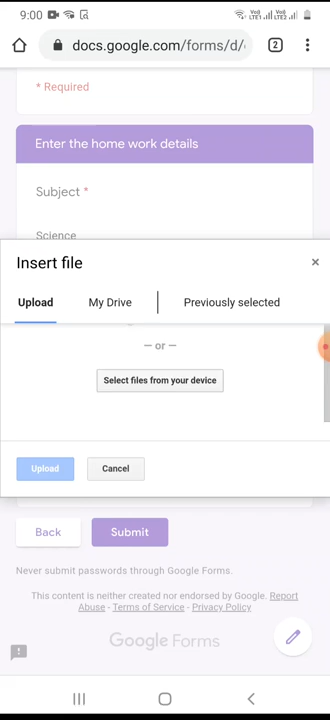 9:00
docs.google.com/forms/d/
2
* Required
Enter the home work details
Subject *
Science
Insert file
×
Upload
My Drive
Previously selected
— or —
Select files from your device
Upload
Cancel
Back
Submit
Never submit passwords through Google Forms.
This content is neither created nor endorsed by Google. Report
Abuse - Terms of Service - Privacy Policy
Google Forms